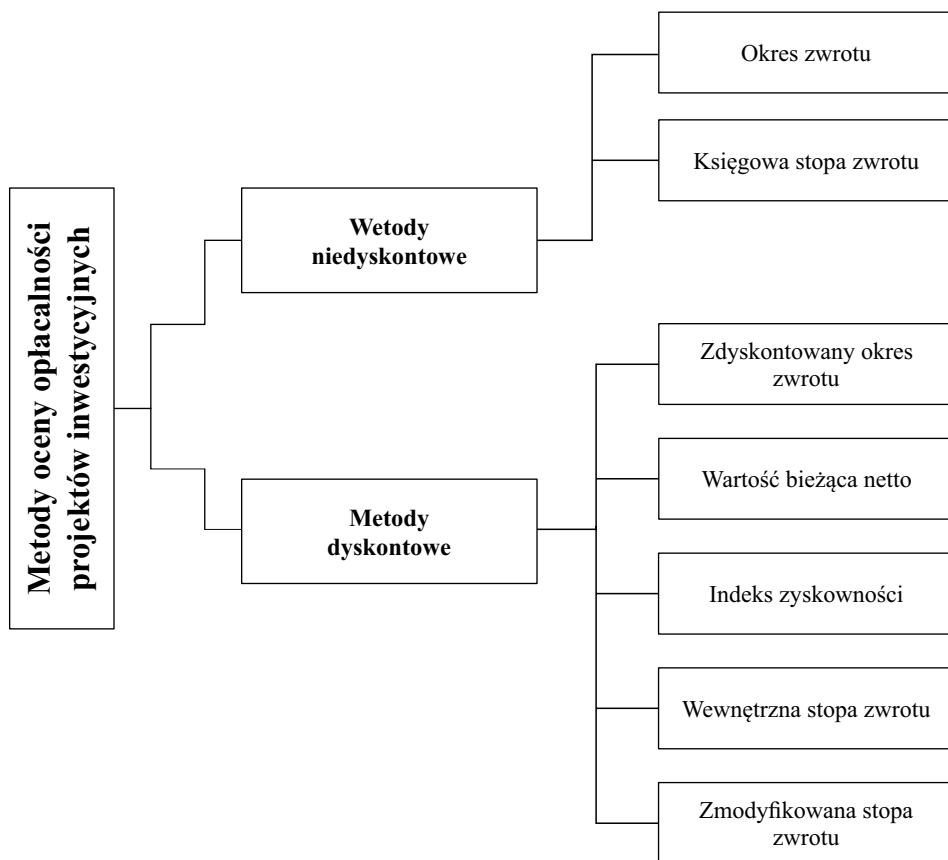 Metody oceny opłacalności
projektów inwestycyjnych
Wetody
niedyskontowe
Okres zwrotu
Księgowa stopa zwrotu
Metody
dyskontowe
Zdyskontowany okres
zwrotu
Wartość bieżąca netto
Indeks zyskowności
Wewnętrzna stopa zwrotu
Zmodyfikowana stopa
zwrotu